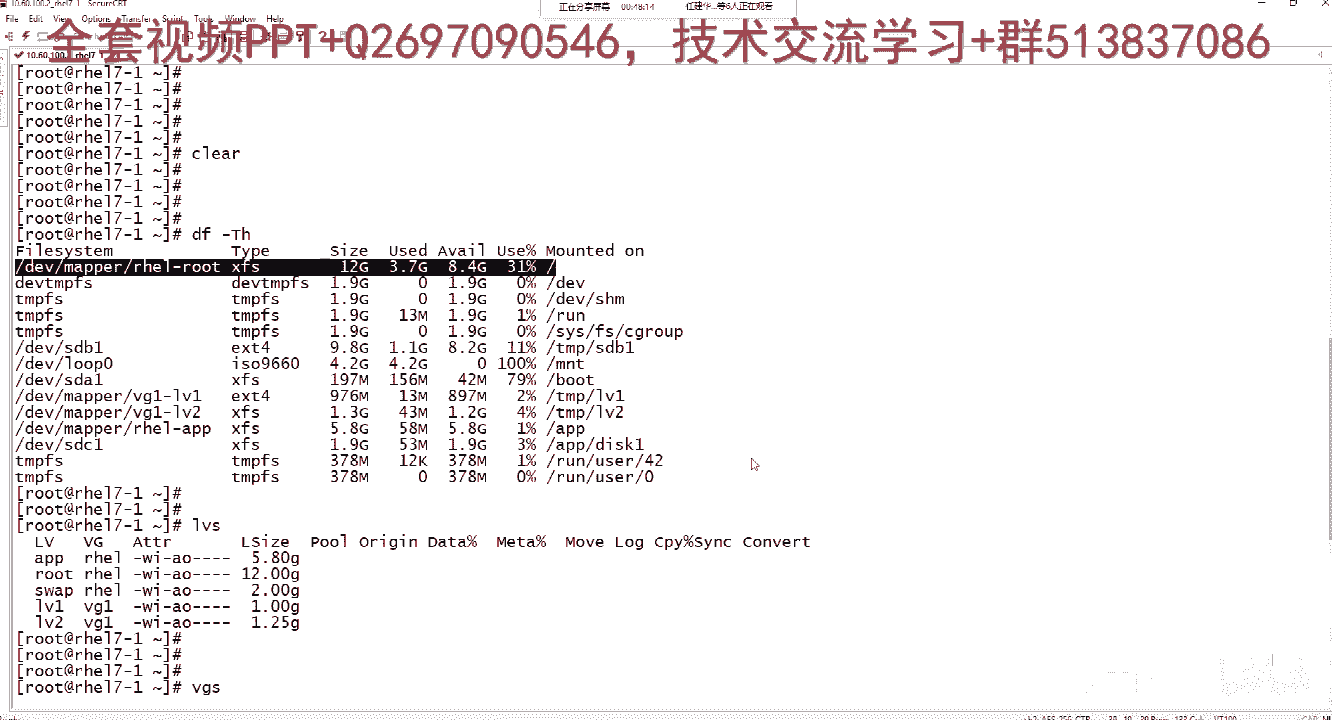 10.60.100.2_rhel7_1 - SecureCRT
正在分享屏幕 00:48:14 任建华...等6人正在观看
File Edit View Options Transfer Script Tools Window Help
全套视频PPT+Q2697090546，技术交流学习+群513837086
[root@rhel7-1 ~]#
[root@rhel7-1 ~]#
[root@rhel7-1 ~]#
[root@rhel7-1 ~]#
[root@rhel7-1 ~]#
[root@rhel7-1 ~]# clear
[root@rhel7-1 ~]#
[root@rhel7-1 ~]#
[root@rhel7-1 ~]#
[root@rhel7-1 ~]#
[root@rhel7-1 ~]# df -Th
Filesystem Type Size Used Avail Use% Mounted on
/dev/mapper/rhel-root xfs 12G 3.7G 8.4G 31% /
devtmpfs devtmpfs 1.9G 0 1.9G 0% /dev
tmpfs tmpfs 1.9G 0 1.9G 0% /dev/shm
tmpfs tmpfs 1.9G 13M 1.9G 1% /run
tmpfs tmpfs 1.9G 0 1.9G 0% /sys/fs/cgroup
/dev/sdb1 ext4 9.8G 1.1G 8.2G 11% /tmp/sdb1
/dev/loop0 iso9660 4.2G 4.2G 0 100% /mnt
/dev/sda1 xfs 197M 156M 42M 79% /boot
/dev/mapper/vg1-lv1 ext4 976M 13M 897M 2% /tmp/lv1
/dev/mapper/vg1-lv2 xfs 1.3G 43M 1.2G 4% /tmp/lv2
/dev/mapper/rhel-app xfs 5.8G 58M 5.8G 1% /app
/dev/sdc1 xfs 1.9G 53M 1.9G 3% /app/disk1
tmpfs tmpfs 378M 12K 378M 1% /run/user/42
tmpfs tmpfs 378M 0 378M 0% /run/user/0
[root@rhel7-1 ~]#
[root@rhel7-1 ~]#
[root@rhel7-1 ~]# lvs
LV VG Attr LSize Pool Origin Data% Meta% Move Log Cpy%Sync Convert
app rhel -wi-ao---- 5.80g
root rhel -wi-ao---- 12.00g
swap rhel -wi-ao---- 2.00g
lv1 vg1 -wi-ao---- 1.00g
lv2 vg1 -wi-ao---- 1.25g
[root@rhel7-1 ~]#
[root@rhel7-1 ~]#
[root@rhel7-1 ~]#
[root@rhel7-1 ~]# vgs